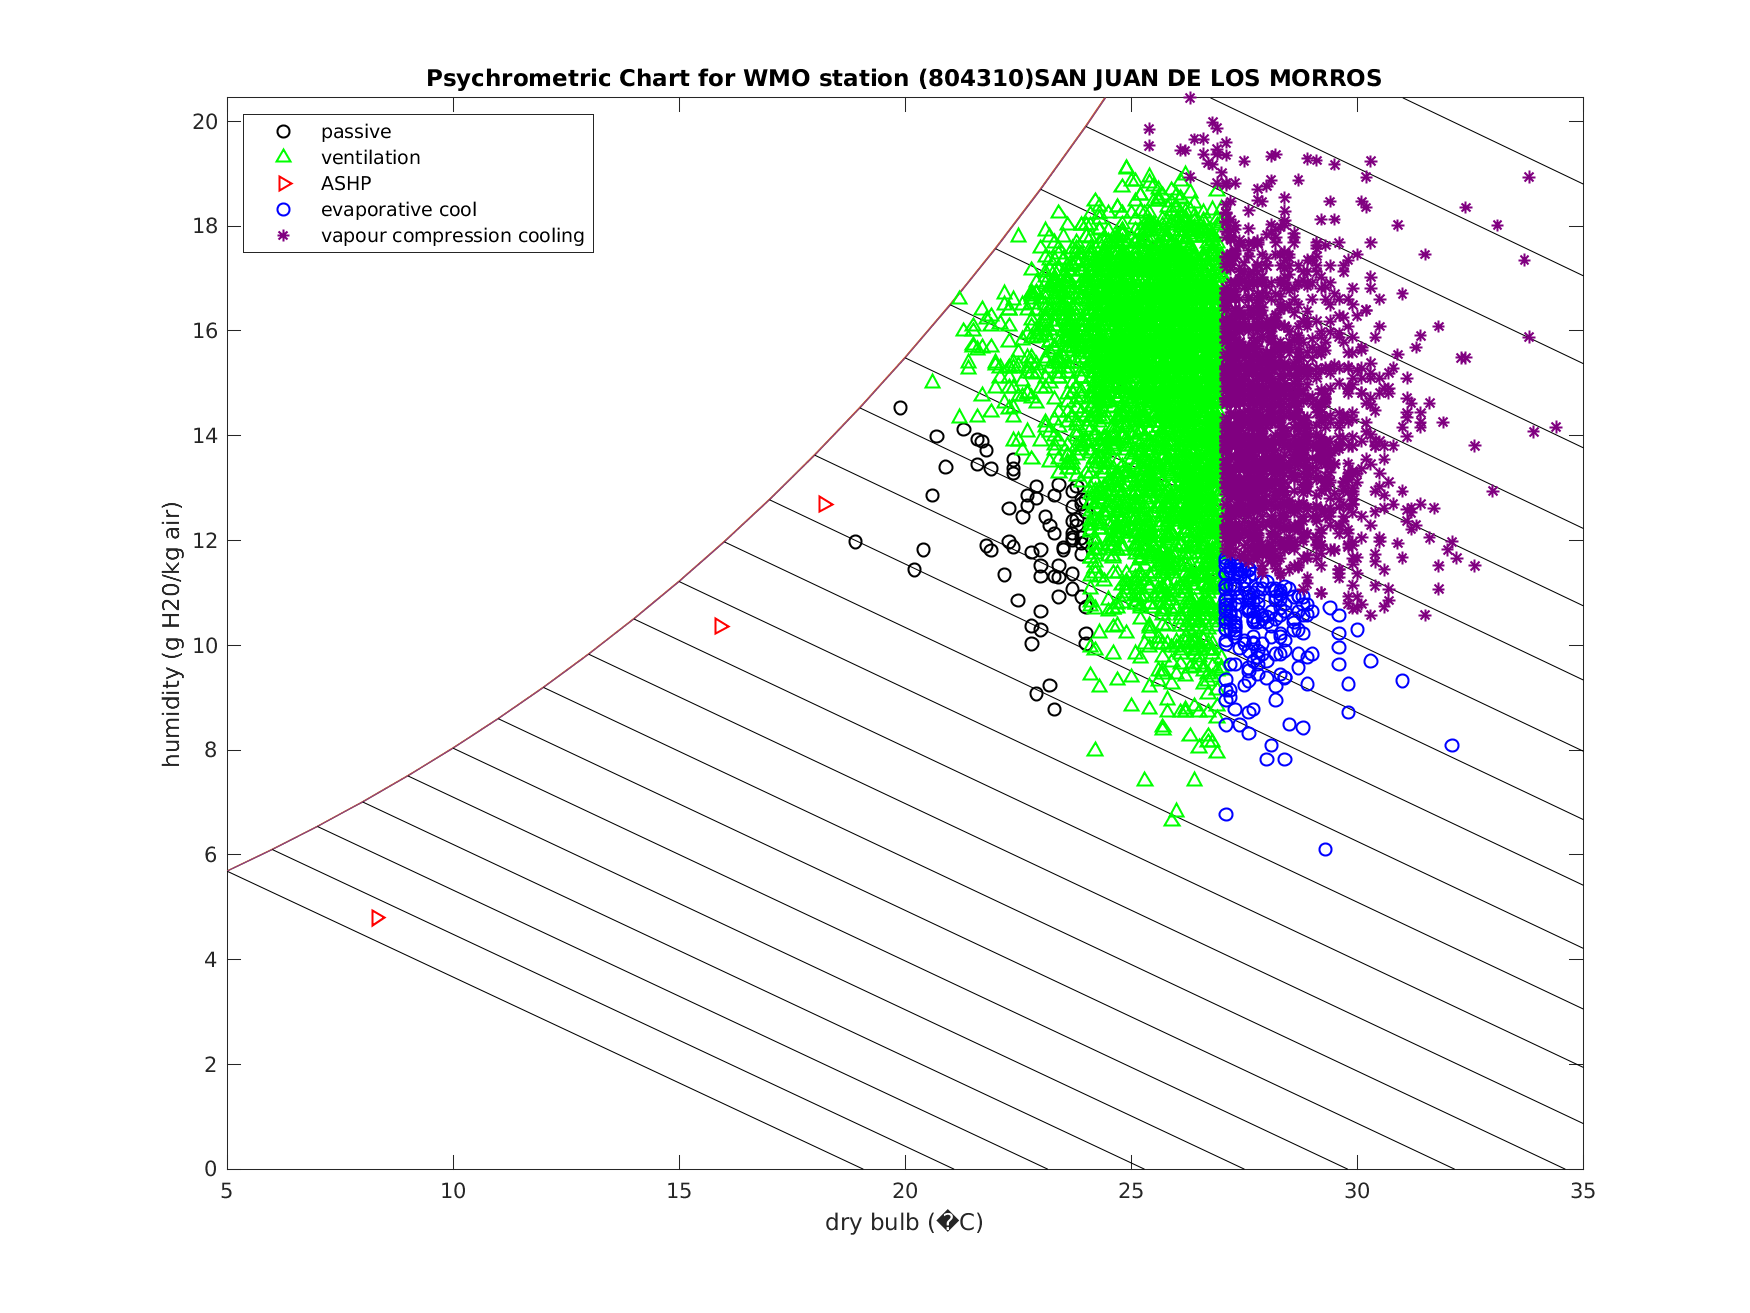 Psychrometric Chart for WMO station (804310)SAN JUAN DE LOS MORROS
passive
ventilation
ASHP
evaporative cool
vapour compression cooling
20
18
16
14
12
10
8
6
4
2
0
humidity (g H20/kg air)
5 10 15 20 25 30 35
dry bulb (�C)